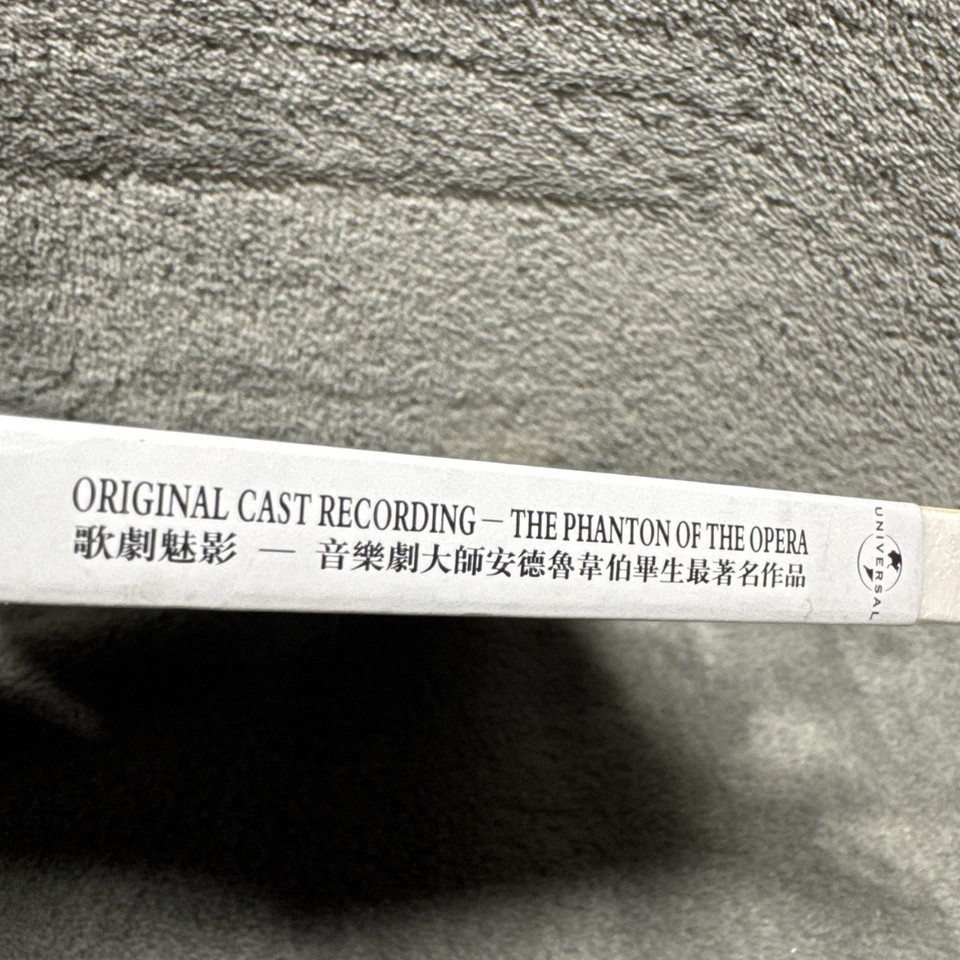 ORIGINAL CAST RECORDING — THE PHANTON OF THE OPERA
歌劇魅影 — 音樂劇大師安德魯韋伯畢生最著名作品
UNIVERSAL